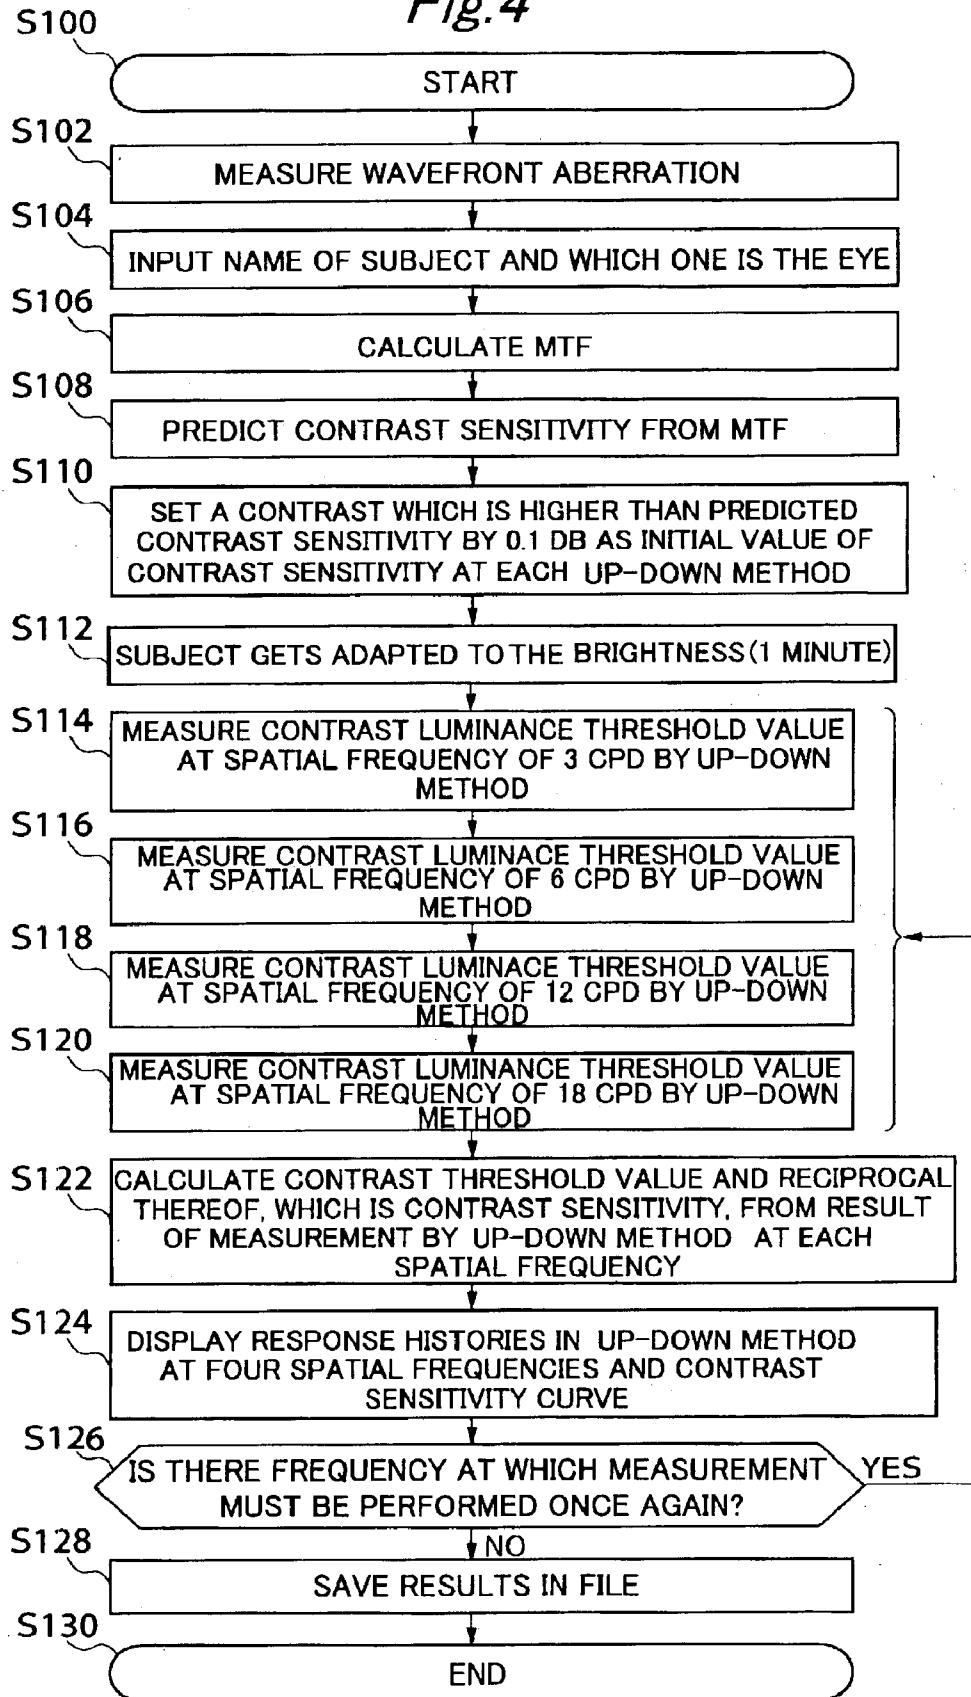 Fig.4
S100
START
S102
MEASURE WAVEFRONT ABERRATION
S104
INPUT NAME OF SUBJECT AND WHICH ONE IS THE EYE
S106
CALCULATE MTF
S108
PREDICT CONTRAST SENSITIVITY FROM MTF
S110
SET A CONTRAST WHICH IS HIGHER THAN PREDICTED
CONTRAST SENSITIVITY BY 0.1 DB AS INITIAL VALUE OF
CONTRAST SENSITIVITY AT EACH UP-DOWN METHOD
S112
SUBJECT GETS ADAPTED TO THE BRIGHTNESS(1 MINUTE)
S114
MEASURE CONTRAST LUMINANCE THRESHOLD VALUE
AT SPATIAL FREQUENCY OF 3 CPD BY UP-DOWN
METHOD
S116
MEASURE CONTRAST LUMINACE THRESHOLD VALUE
AT SPATIAL FREQUENCY OF 6 CPD BY UP-DOWN
METHOD
S118
MEASURE CONTRAST LUMINACE THRESHOLD VALUE
AT SPATIAL FREQUENCY OF 12 CPD BY UP-DOWN
METHOD
S120
MEASURE CONTRAST LUMINANCE THRESHOLD VALUE
AT SPATIAL FREQUENCY OF 18 CPD BY UP-DOWN
METHOD
S122
CALCULATE CONTRAST THRESHOLD VALUE AND RECIPROCAL
THEREOF, WHICH IS CONTRAST SENSITIVITY, FROM RESULT
OF MEASUREMENT BY UP-DOWN METHOD AT EACH
SPATIAL FREQUENCY
S124
DISPLAY RESPONSE HISTORIES IN UP-DOWN METHOD
AT FOUR SPATIAL FREQUENCIES AND CONTRAST
SENSITIVITY CURVE
S126
IS THERE FREQUENCY AT WHICH MEASUREMENT
MUST BE PERFORMED ONCE AGAIN?
YES
NO
S128
SAVE RESULTS IN FILE
S130
END